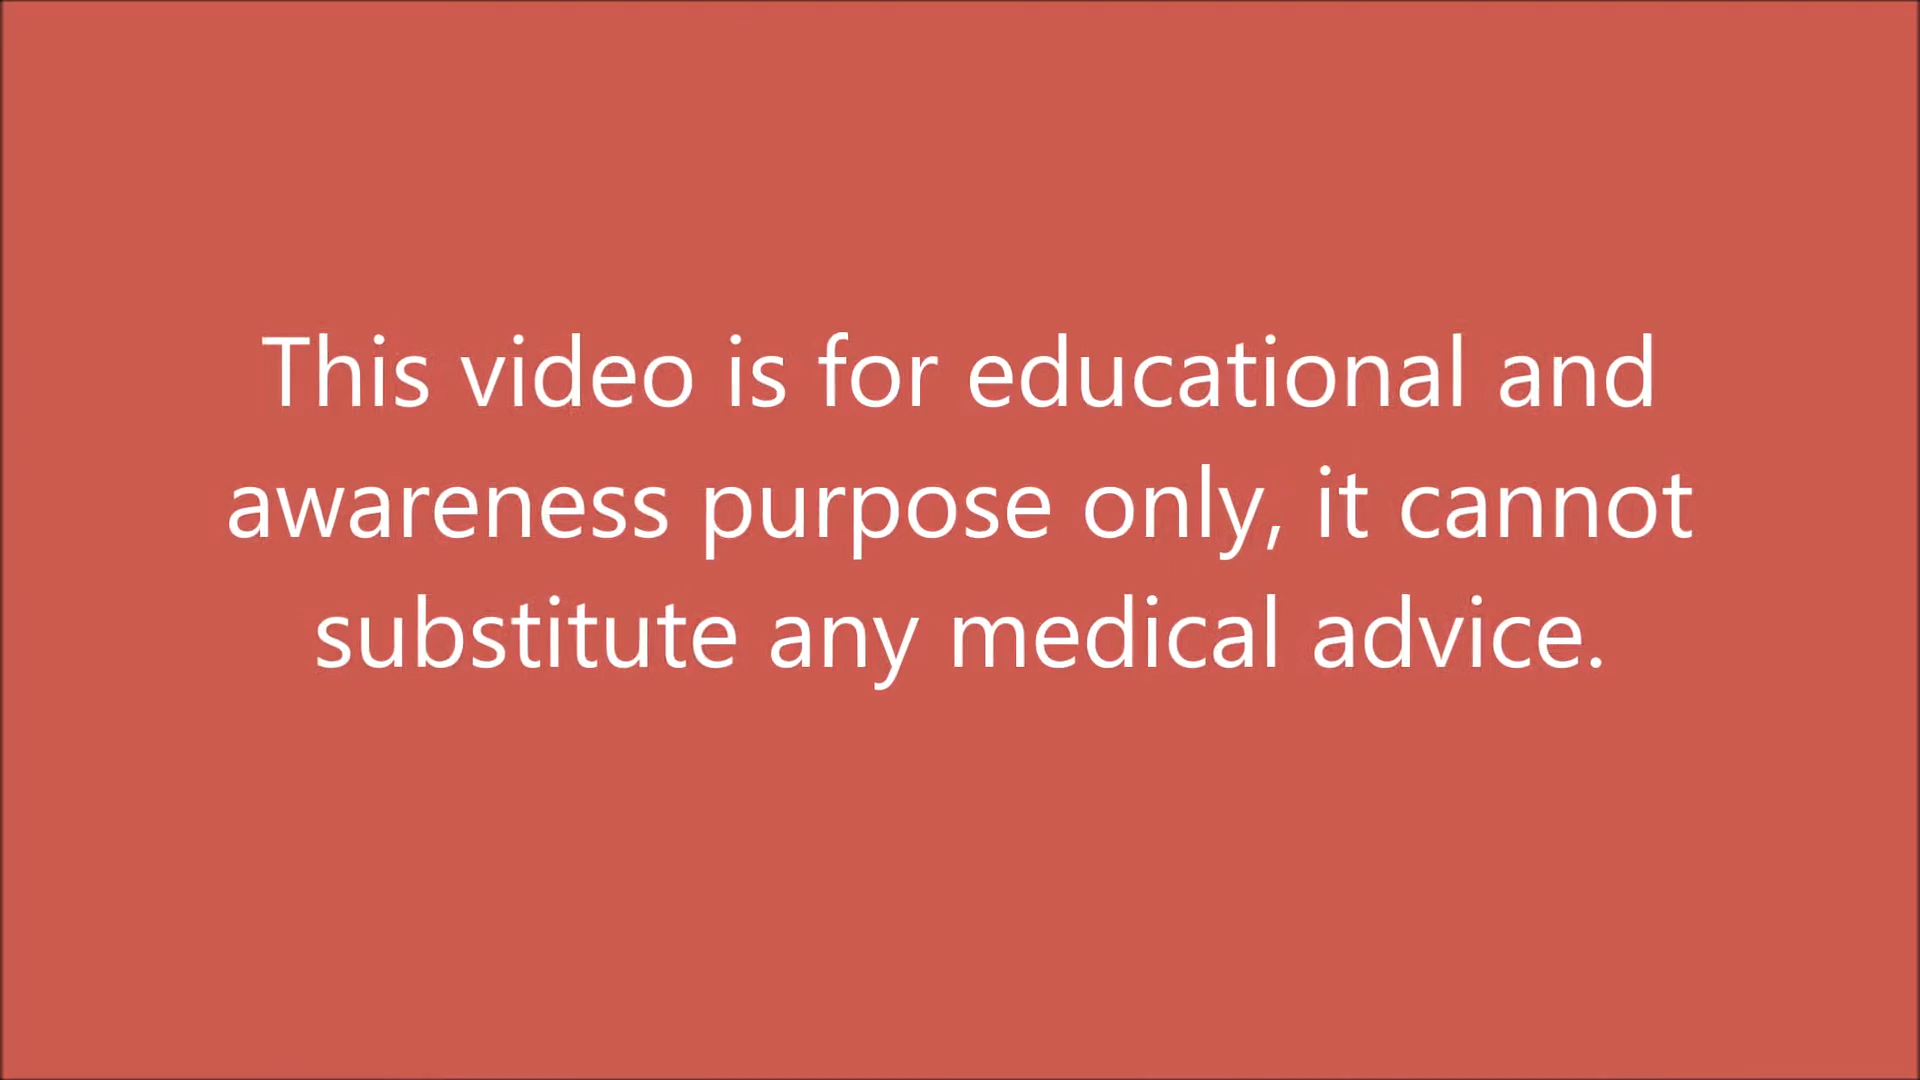 This video is for educational and
awareness purpose only, it cannot
substitute any medical advice.